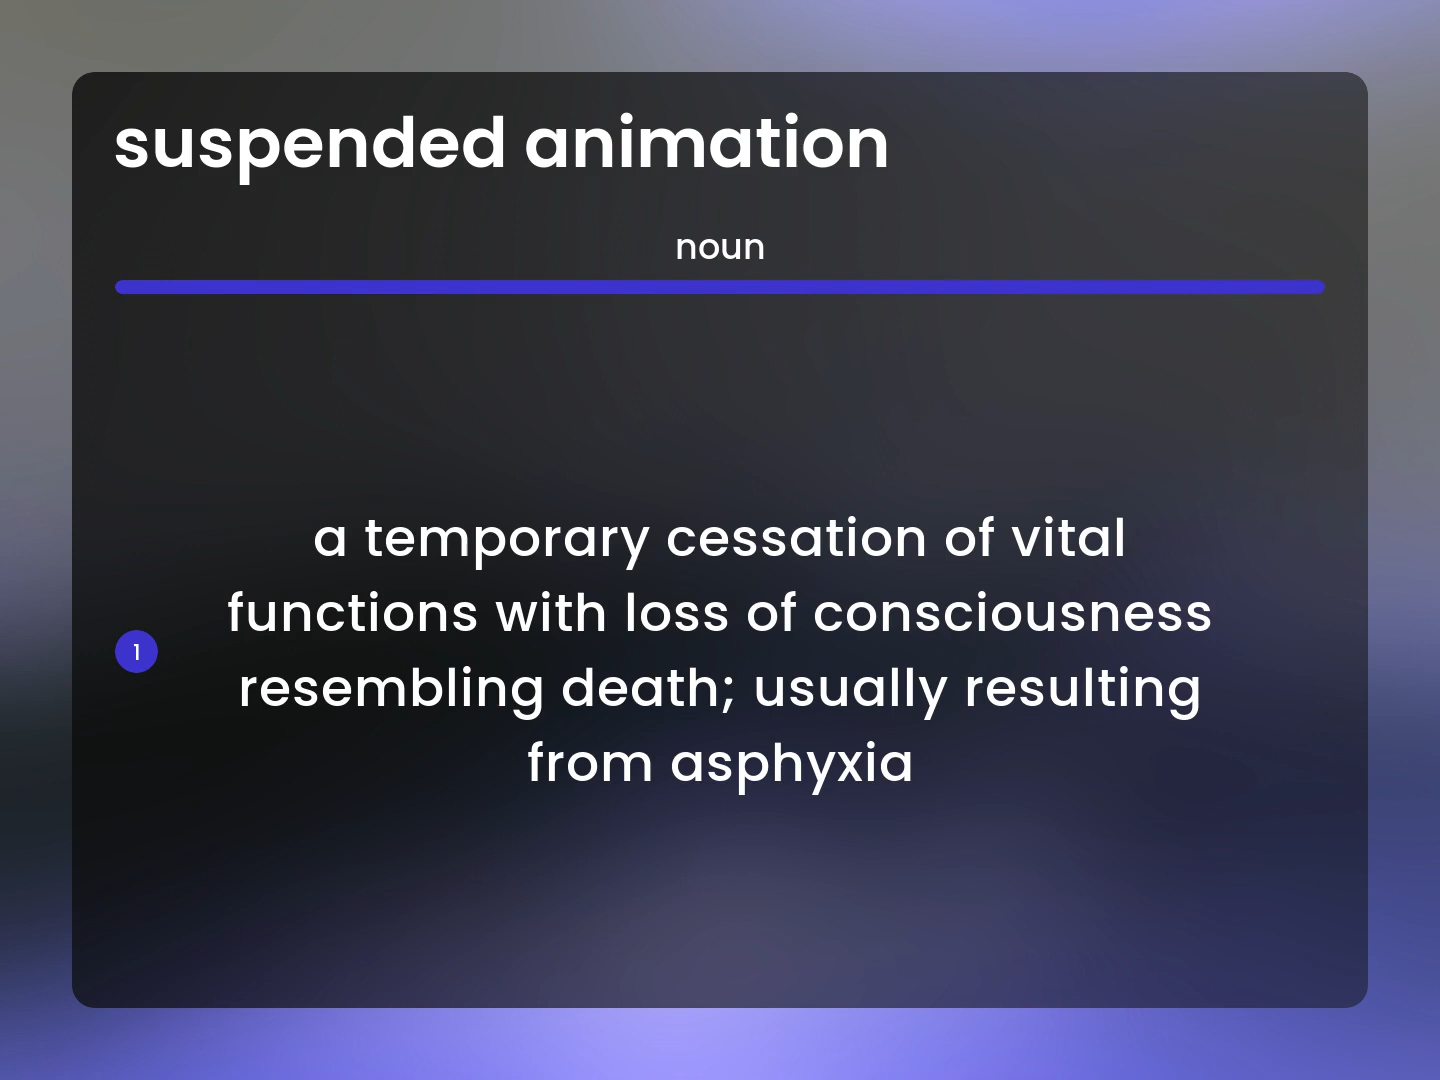 suspended animation
noun
a temporary cessation of vital
functions with loss of consciousness
1
resembling death; usually resulting
from asphyxia